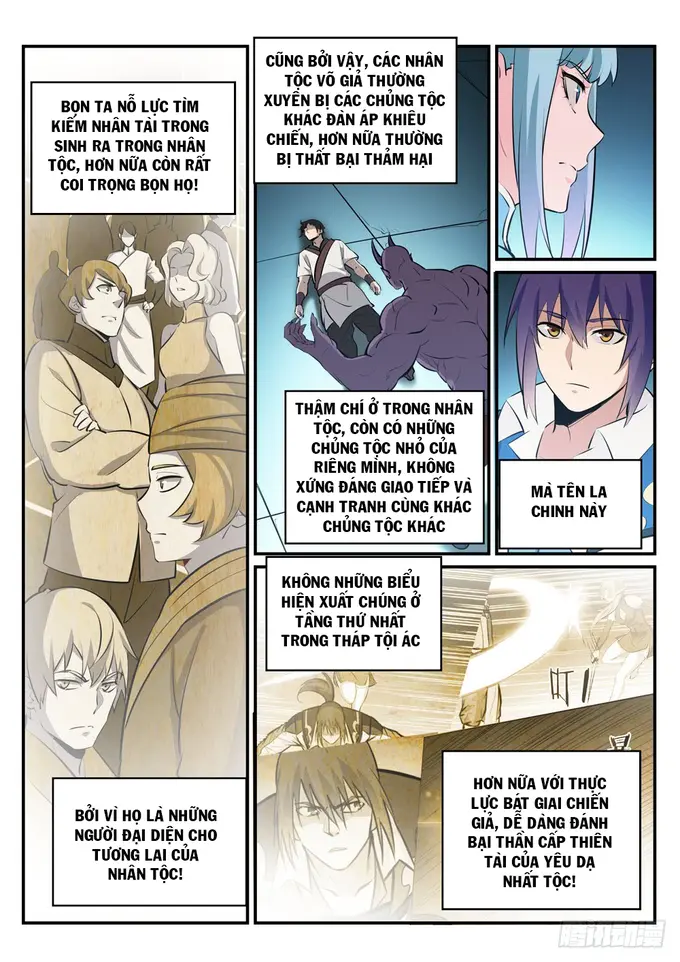 BỌN TA NỖ LỰC TÌM
KIẾM NHÂN TÀI TRONG
SINH RA TRONG NHÂN
TỘC, HƠN NỮA CÒN RẤT
COI TRỌNG BỌN HỌ!
BỞI VÌ HỌ LÀ NHỮNG
NGƯỜI ĐẠI DIỆN CHO
TƯƠNG LAI CỦA
NHÂN TỘC!
CŨNG BỞI VẬY, CÁC NHÂN
TỘC VÕ GIẢ THƯỜNG
XUYÊN BỊ CÁC CHỦNG TỘC
KHÁC ĐÀN ÁP KHIÊU
CHIẾN, HƠN NỮA THƯỜNG
BỊ THẤT BẠI THẢM HẠI
THẬM CHÍ Ở TRONG NHÂN
TỘC, CÒN CÓ NHỮNG
CHỦNG TỘC NHỎ CỦA
RIÊNG MÌNH, KHÔNG
XỨNG ĐÁNG GIAO TIẾP VÀ
CẠNH TRANH CÙNG KHÁC
CHỦNG TỘC KHÁC
MÀ TÊN LA
CHINH NÀY
KHÔNG NHỮNG BIỂU
HIỆN XUẤT CHÚNG Ở
TẦNG THỨ NHẤT
TRONG THÁP TỘI ÁC
叮
HƠN NỮA VỚI THỰC
LỰC BÁT GIAI CHIẾN
GIẢ, DỄ DÀNG ĐÁNH
BẠI THẦN CẤP THIÊN
TÀI CỦA YÊU DẠ
NHẤT TỘC!
腾讯动漫